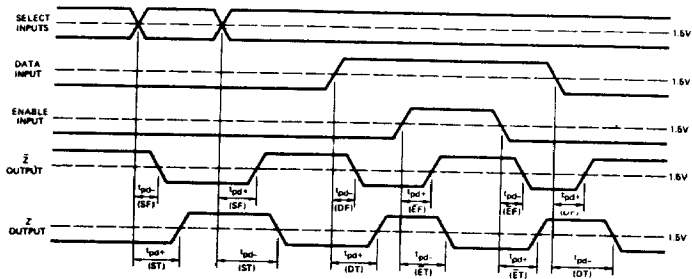 SELECT
INPUTS
1.5V
DATA
INPUT
1.5V
ENABLE
INPUT
1.5V
Z̄
OUTPUT
1.5V
tpd−
(SF)
tpd+
(SF)
tpd−
(DF)
tpd+
(EF)
tpd−
(EF)
tpd+
(DF)
Z
OUTPUT
tpd+
(ST)
tpd−
(ST)
tpd+
(DT)
tpd−
(ET)
tpd+
(ET)
tpd−
(DT)